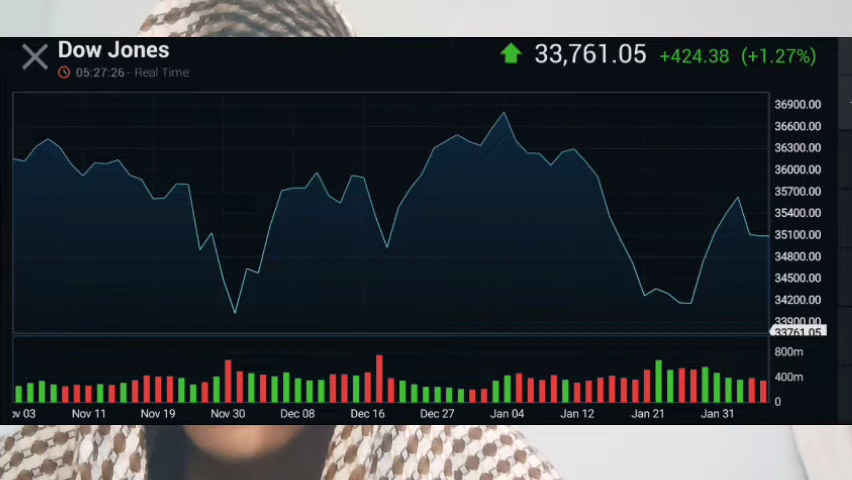 Dow Jones
33,761.05 +424.38 (+1.27%)
05:27:26 - Real Time
36900.00
36600.00
36300.00
36000.00
35700.00
35400.00
35100.00
34800.00
34500.00
34200.00
33900.00
33761.05
800m
400m
0
ov 03 Nov 11 Nov 19 Nov 30 Dec 08 Dec 16 Dec 27 Jan 04 Jan 12 Jan 21 Jan 31